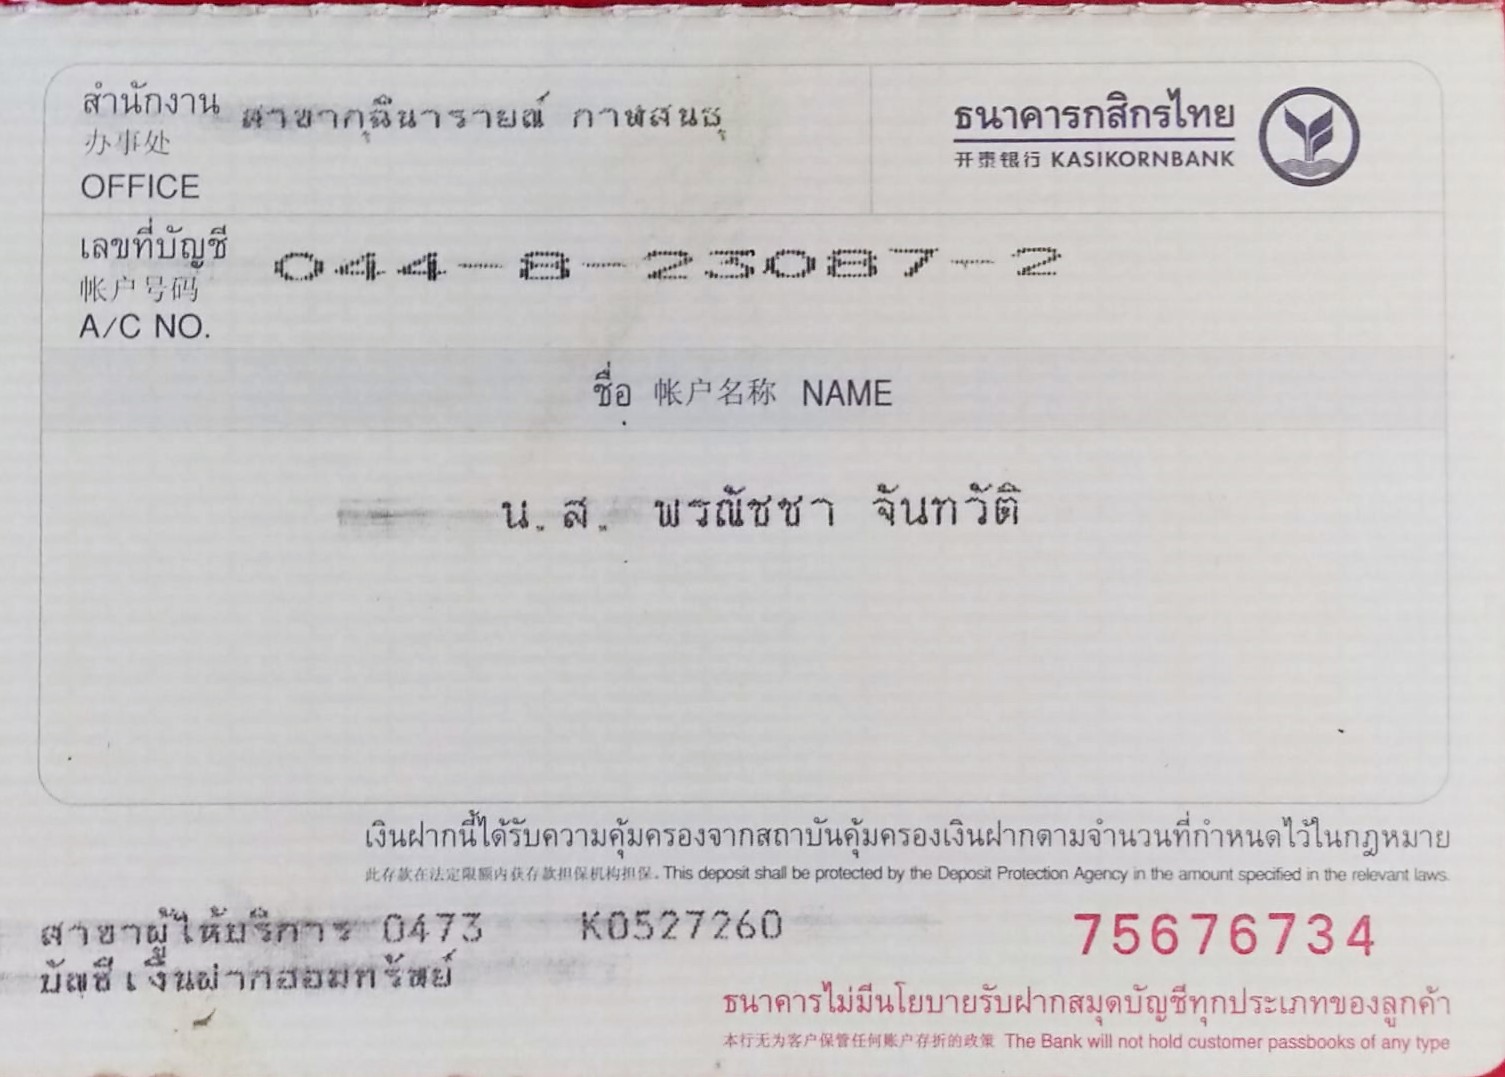 สำนักงาน สาขากุฉินารายณ์ กาฬสินธุ์
办事处
OFFICE
ธนาคารกสิกรไทย
开泰银行 KASIKORNBANK
เลขที่บัญชี 044-8-23087-2
帐户号码
A/C NO.
ชื่อ 帐户名称 NAME
น.ส. พรณัชชา จันทวัติ
เงินฝากนี้ได้รับความคุ้มครองจากสถาบันคุ้มครองเงินฝากตามจำนวนที่กำหนดไว้ในกฎหมาย
此存款在法定限额内获存款担保机构担保。This deposit shall be protected by the Deposit Protection Agency in the amount specified in the relevant laws.
สาขาผู้ให้บริการ 0473 K0527260
75676734
บัญชีเงินฝากออมทรัพย์
ธนาคารไม่มีนโยบายรับฝากสมุดบัญชีทุกประเภทของลูกค้า
本行无为客户保管任何账户存折的政策 The Bank will not hold customer passbooks of any type